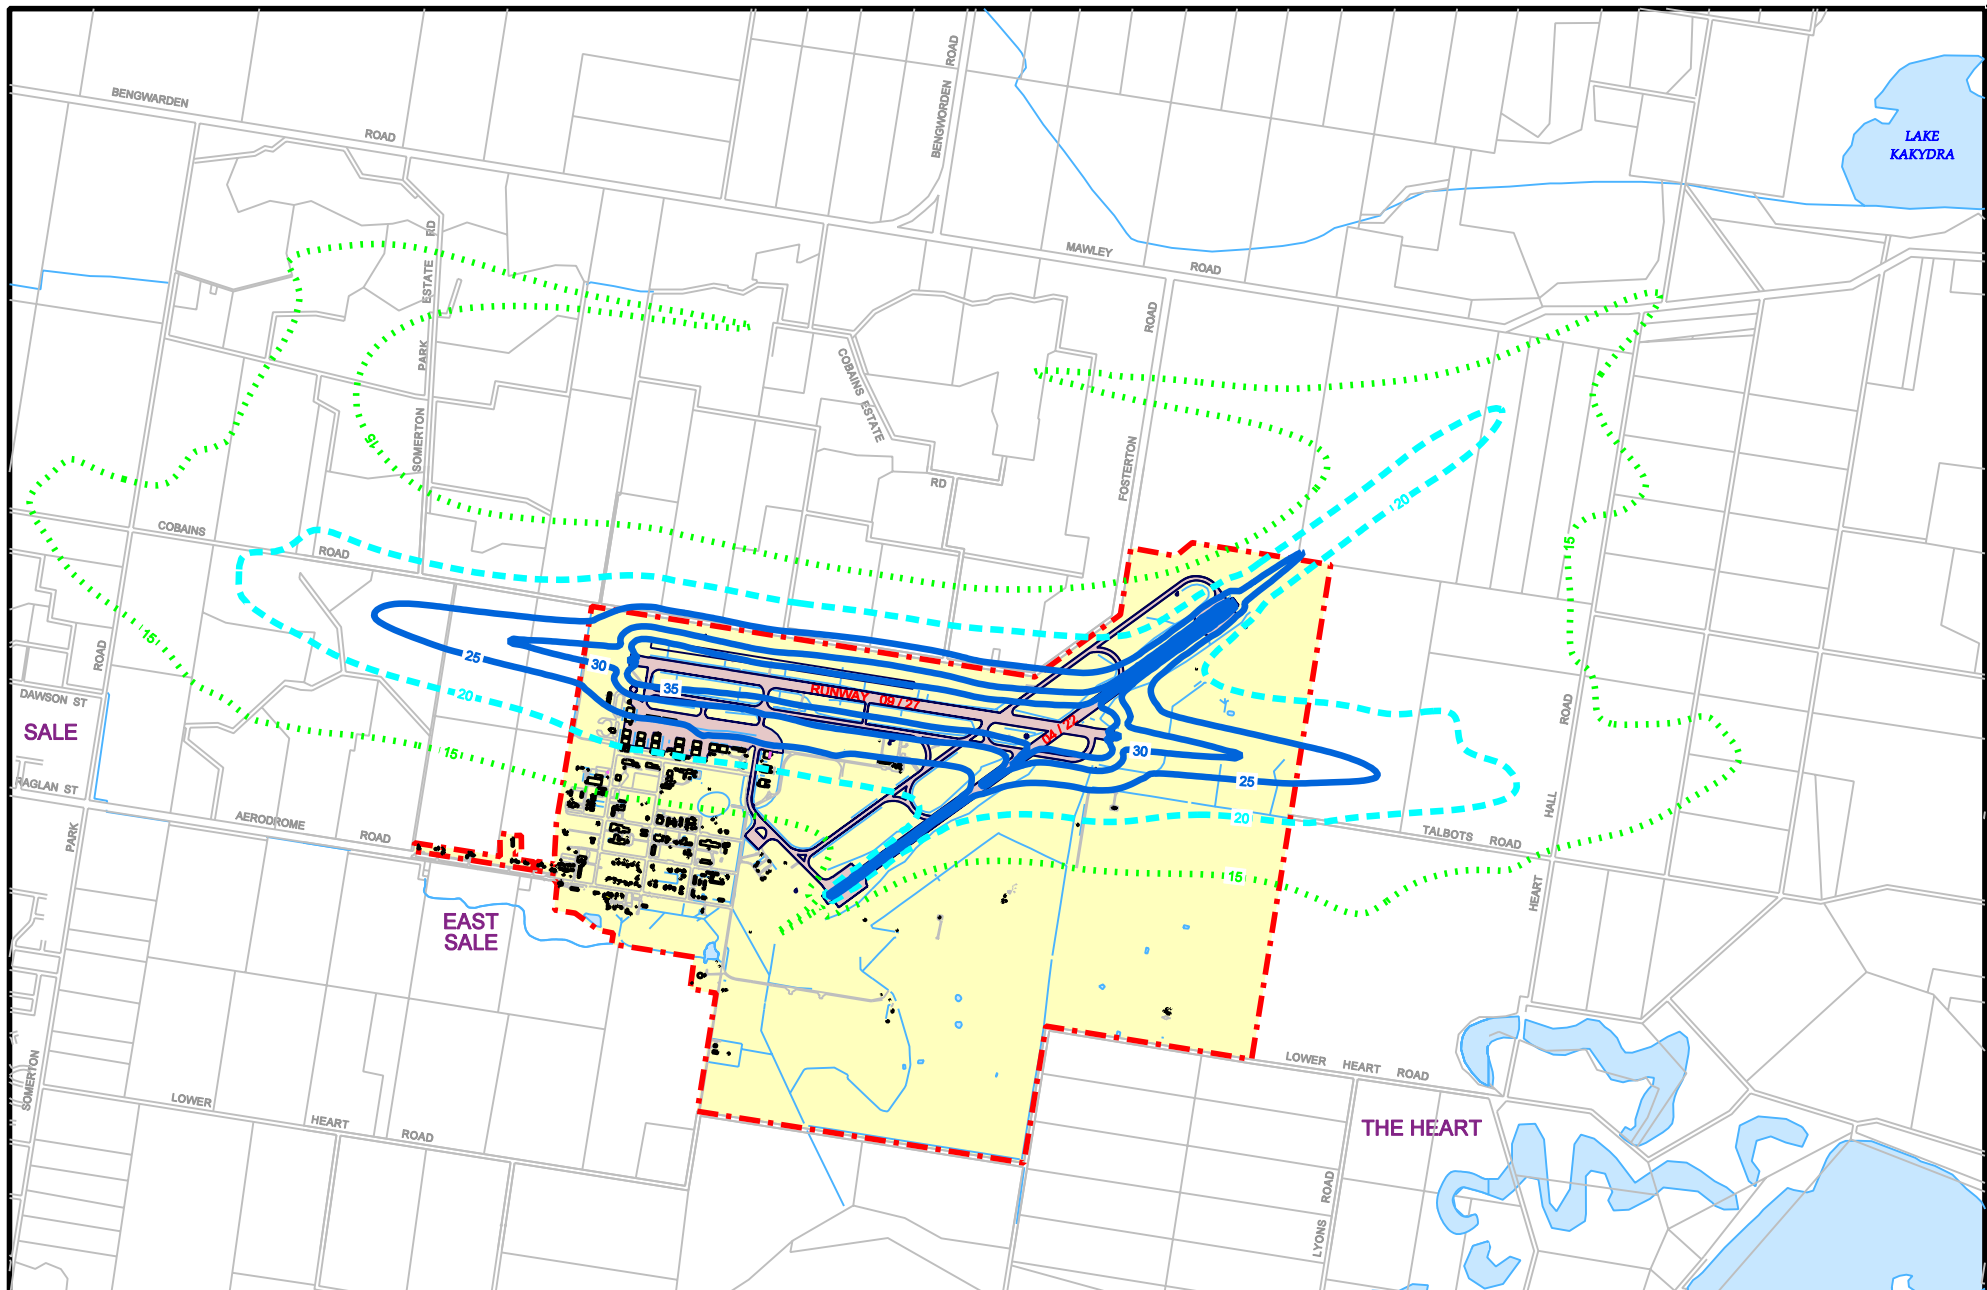 BENGWARDEN
ROAD
BENGWORDEN ROAD
LAKE
KAKYDRA
MAWLEY
ROAD
SOMERTON PARK ESTATE RD
COBAINS ESTATE
RD
FOSTERTON ROAD
15
20
15
COBAINS
ROAD
15
ROAD
25
30
20
35
RUNWAY 09 / 27
04 / 22
30
25
20
15
DAWSON ST
SALE
RAGLAN ST
AERODROME
ROAD
PARK
15
EAST
SALE
TALBOTS ROAD
HEART HALL ROAD
SOMERTON
LOWER
HEART
ROAD
LOWER HEART ROAD
THE HEART
LYONS ROAD